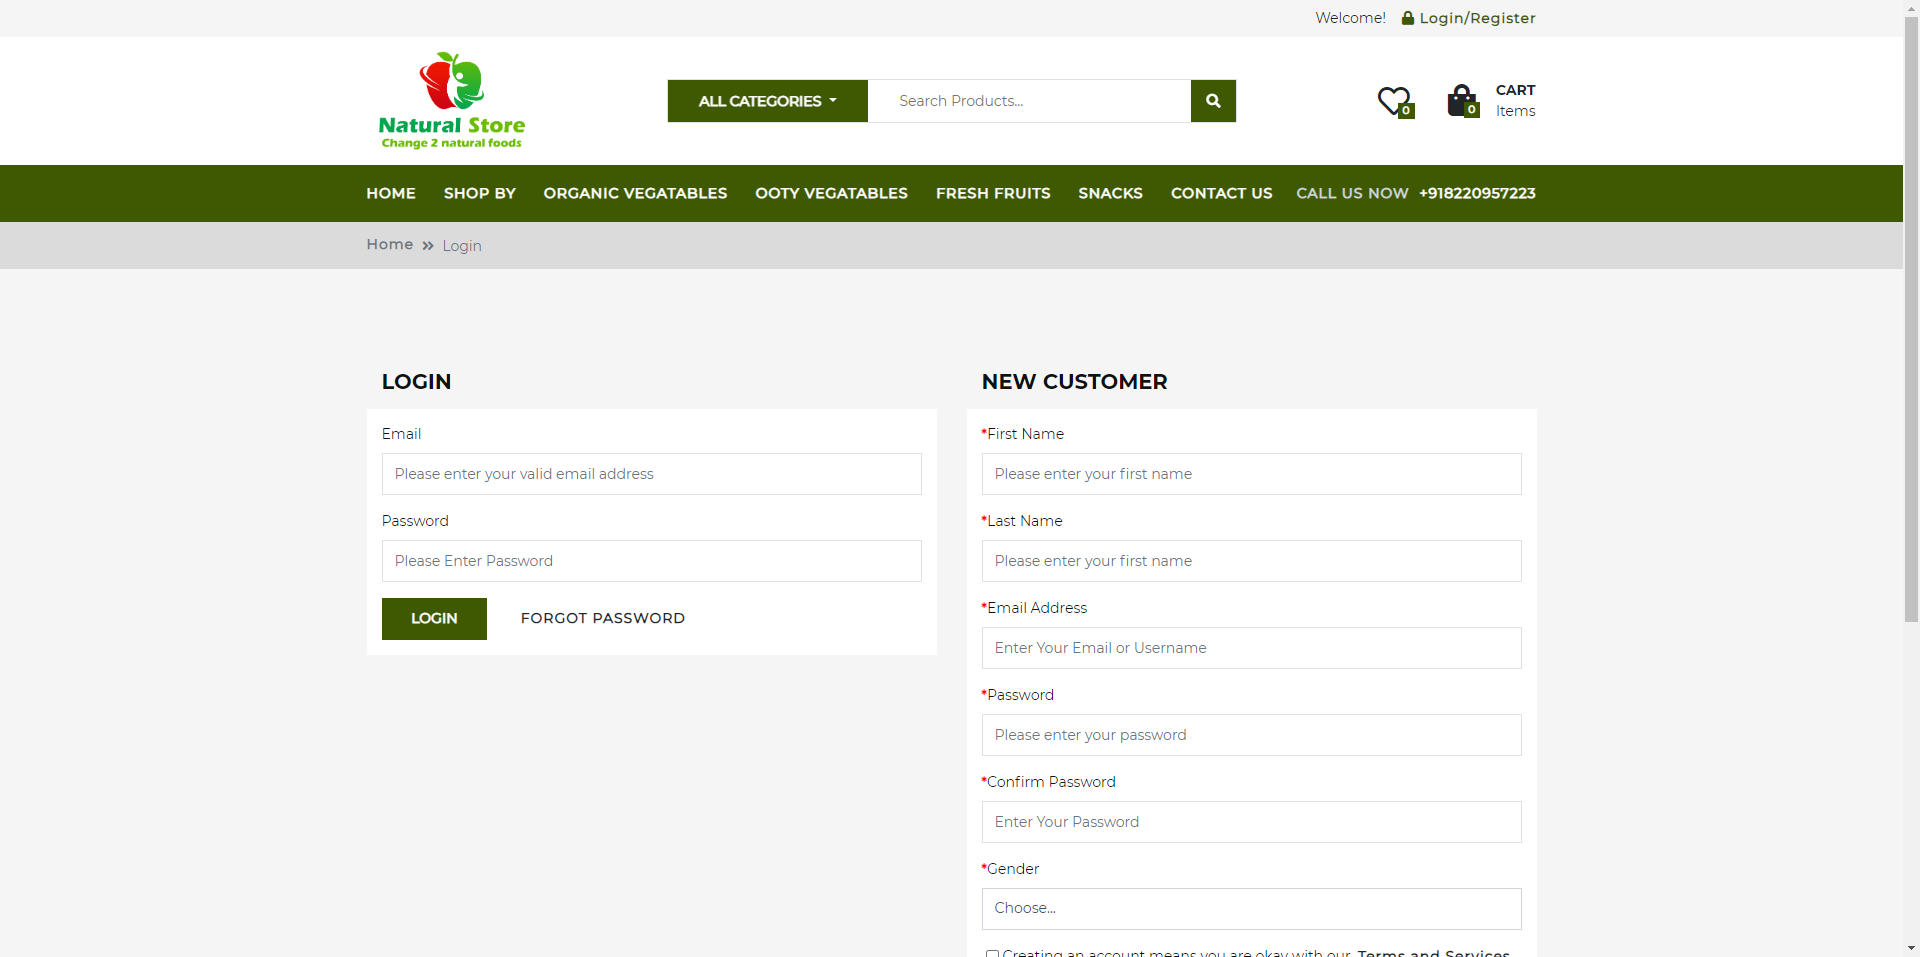 Welcome! Login/Register
Natural Store
Change 2 natural foods
ALL CATEGORIES
Search Products...
0
0
CART
Items
HOME SHOP BY ORGANIC VEGATABLES OOTY VEGATABLES FRESH FRUITS SNACKS CONTACT US CALL US NOW +918220957223
Home » Login
LOGIN
Email
Please enter your valid email address
Password
Please Enter Password
LOGIN FORGOT PASSWORD
NEW CUSTOMER
*First Name
Please enter your first name
*Last Name
Please enter your first name
*Email Address
Enter Your Email or Username
*Password
Please enter your password
*Confirm Password
Enter Your Password
*Gender
Choose...
Creating an account means you are okay with our Terms and Services